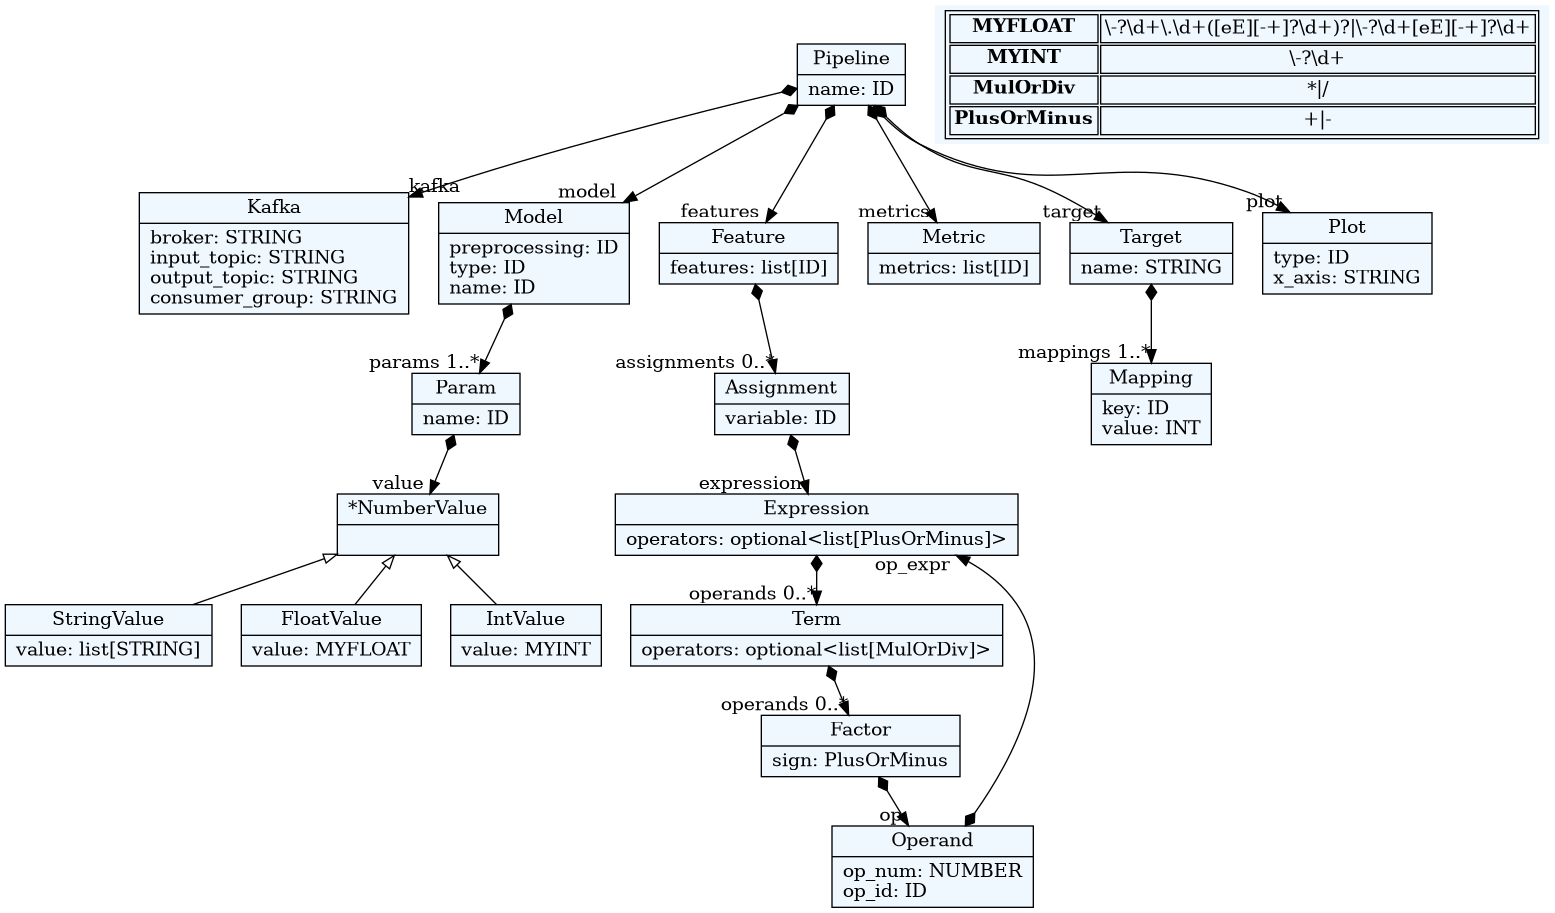 MYFLOAT \-?\d+\.\d+([eE][-+]?\d+)?|\-?\d+[eE][-+]?\d+
MYINT \-?\d+
MulOrDiv *|/
PlusOrMinus +|-
Pipeline
name: ID
kafka
model
features
metrics
target
plot
Kafka
broker: STRING
input_topic: STRING
output_topic: STRING
consumer_group: STRING
Model
preprocessing: ID
type: ID
name: ID
Feature
features: list[ID]
Metric
metrics: list[ID]
Target
name: STRING
Plot
type: ID
x_axis: STRING
params 1..*
assignments 0..*
mappings 1..*
Param
name: ID
Assignment
variable: ID
Mapping
key: ID
value: INT
value
expression
*NumberValue
Expression
operators: optional<list[PlusOrMinus]>
op_expr
operands 0..*
StringValue
value: list[STRING]
FloatValue
value: MYFLOAT
IntValue
value: MYINT
Term
operators: optional<list[MulOrDiv]>
operands 0..*
Factor
sign: PlusOrMinus
op
Operand
op_num: NUMBER
op_id: ID